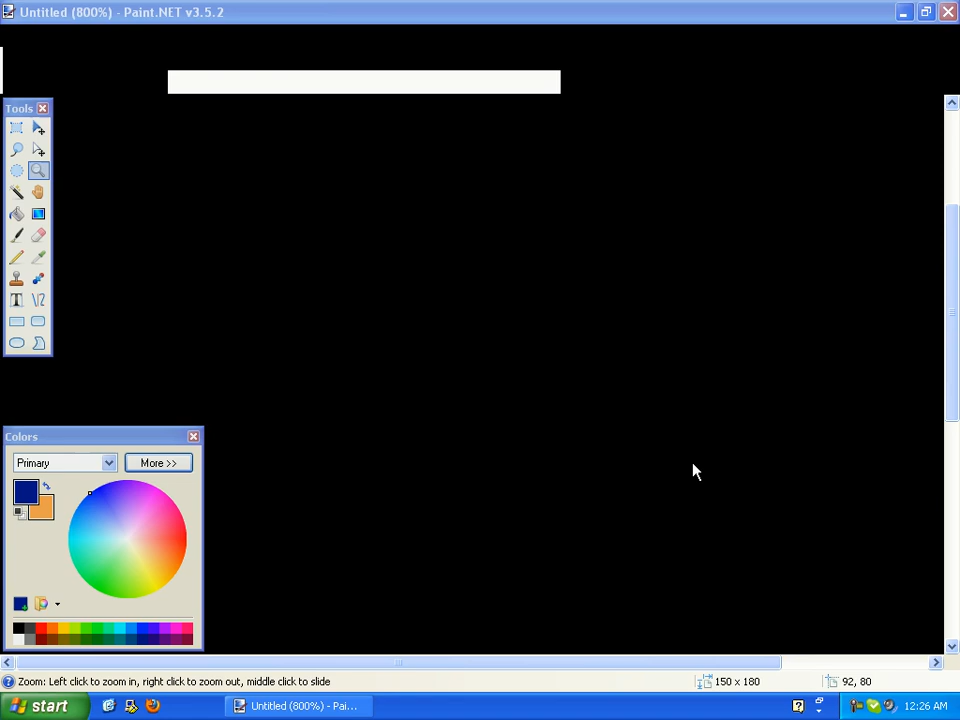 Untitled (800%) - Paint.NET v3.5.2
Tools
Colors
Primary
More >>
Zoom: Left click to zoom in, right click to zoom out, middle click to slide
150 x 180
92, 80
start
Untitled (800%) - Pai...
12:26 AM